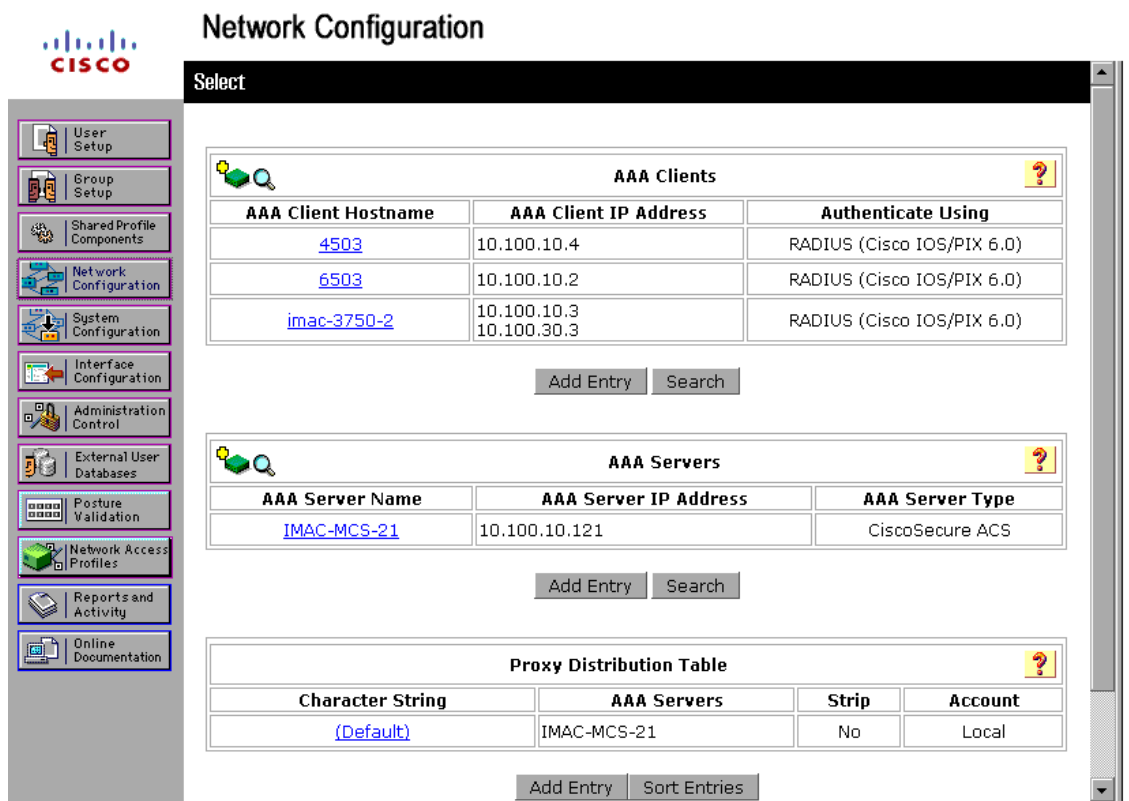 CISCO
Network Configuration
Select
User
Setup
Group
Setup
Shared Profile
Components
Network
Configuration
System
Configuration
Interface
Configuration
Administration
Control
External User
Databases
Posture
Validation
Network Access
Profiles
Reports and
Activity
Online
Documentation
AAA Clients
?
AAA Client Hostname AAA Client IP Address Authenticate Using
4503 10.100.10.4 RADIUS (Cisco IOS/PIX 6.0)
6503 10.100.10.2 RADIUS (Cisco IOS/PIX 6.0)
imac-3750-2 10.100.10.3 RADIUS (Cisco IOS/PIX 6.0)
10.100.30.3
Add Entry Search
AAA Servers
?
AAA Server Name AAA Server IP Address AAA Server Type
IMAC-MCS-21 10.100.10.121 CiscoSecure ACS
Add Entry Search
Proxy Distribution Table
?
Character String AAA Servers Strip Account
(Default) IMAC-MCS-21 No Local
Add Entry Sort Entries